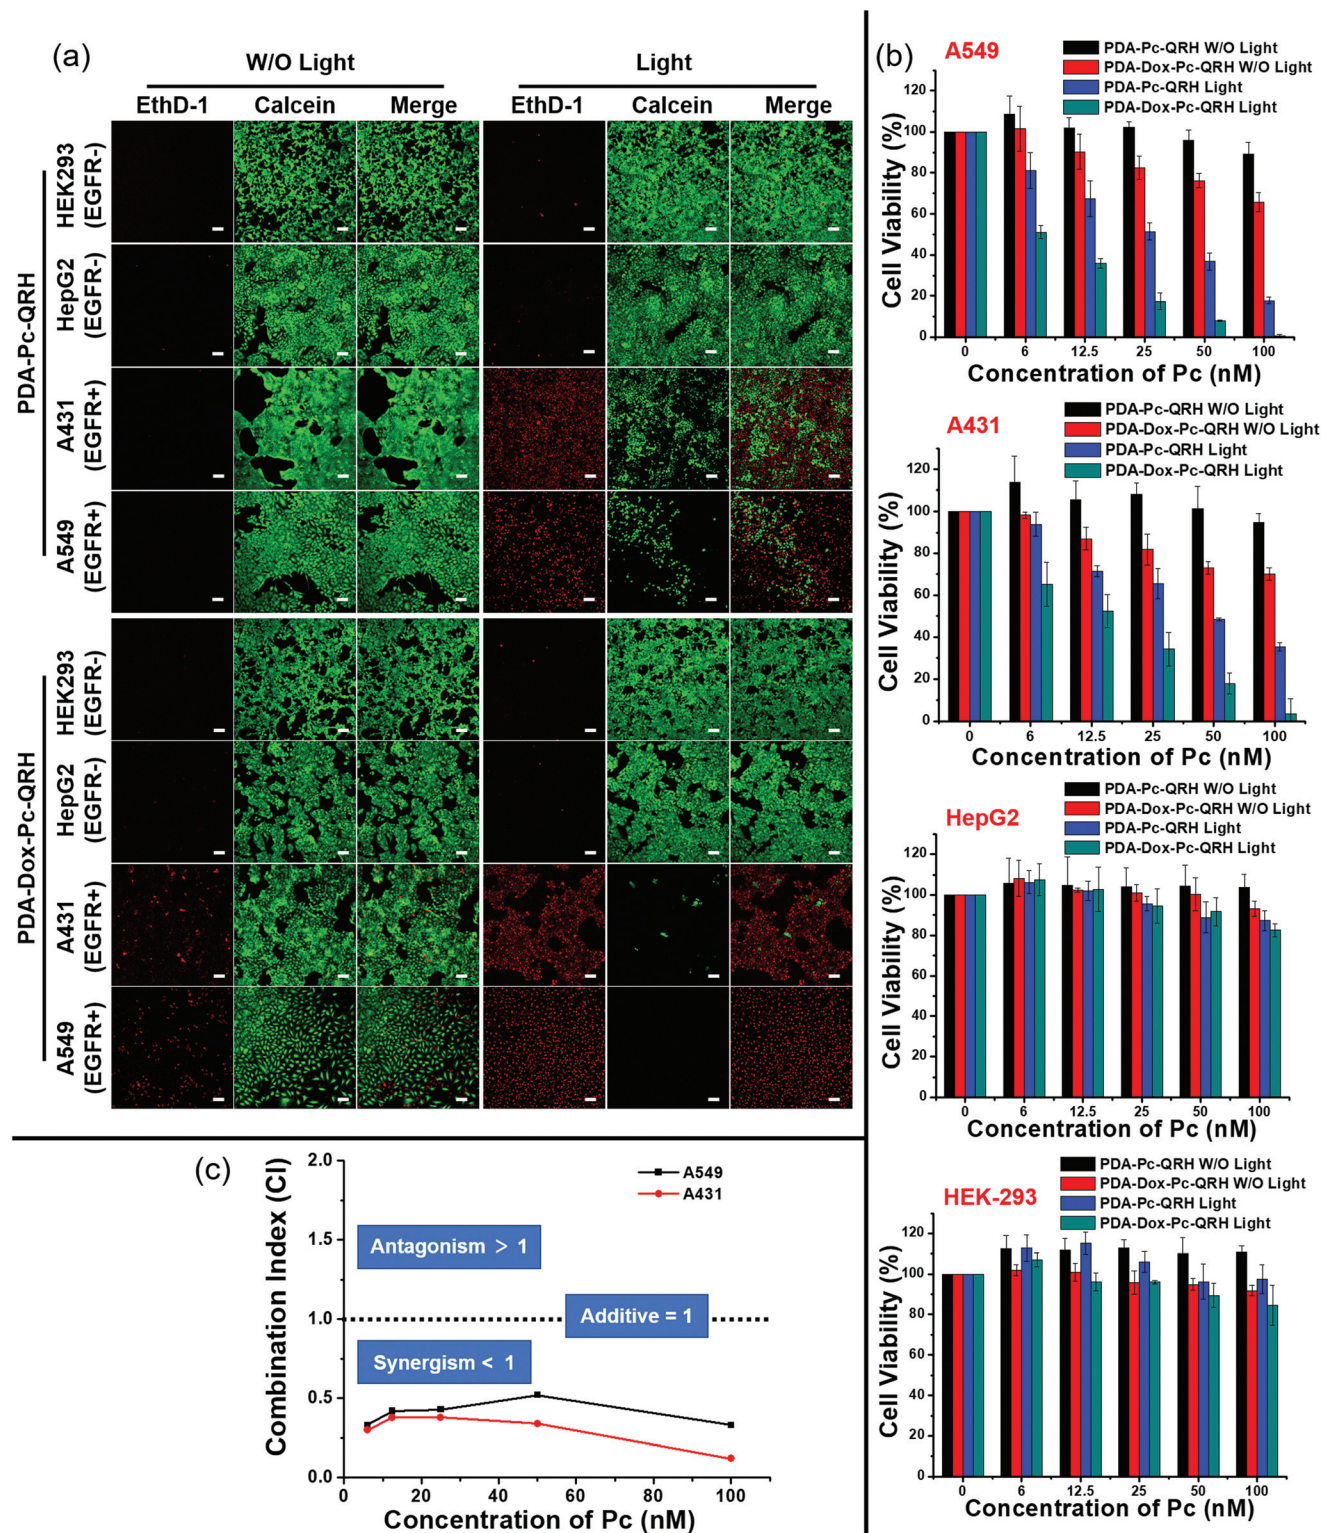 (a)
W/O Light
Light
EthD-1
Calcein
Merge
EthD-1
Calcein
Merge
PDA-Pc-QRH
HEK293
(EGFR-)
HepG2
(EGFR-)
A431
(EGFR+)
A549
(EGFR+)
PDA-Dox-Pc-QRH
HEK293
(EGFR-)
HepG2
(EGFR-)
A431
(EGFR+)
A549
(EGFR+)
(b)
A549
PDA-Pc-QRH W/O Light
PDA-Dox-Pc-QRH W/O Light
PDA-Pc-QRH Light
PDA-Dox-Pc-QRH Light
Cell Viability (%)
120
100
80
60
40
20
0
0 6 12.5 25 50 100
Concentration of Pc (nM)
A431
PDA-Pc-QRH W/O Light
PDA-Dox-Pc-QRH W/O Light
PDA-Pc-QRH Light
PDA-Dox-Pc-QRH Light
Cell Viability (%)
120
100
80
60
40
20
0
0 6 12.5 25 50 100
Concentration of Pc (nM)
HepG2
PDA-Pc-QRH W/O Light
PDA-Dox-Pc-QRH W/O Light
PDA-Pc-QRH Light
PDA-Dox-Pc-QRH Light
Cell Viability (%)
120
100
80
60
40
20
0
0 6 12.5 25 50 100
Concentration of Pc (nM)
HEK-293
PDA-Pc-QRH W/O Light
PDA-Dox-Pc-QRH W/O Light
PDA-Pc-QRH Light
PDA-Dox-Pc-QRH Light
Cell Viability (%)
120
100
80
60
40
20
0
0 6 12.5 25 50 100
Concentration of Pc (nM)
(c)
Combination Index (CI)
2.0
1.5
1.0
0.5
0.0
A549
A431
Antagonism > 1
Additive = 1
Synergism < 1
0 20 40 60 80 100
Concentration of Pc (nM)